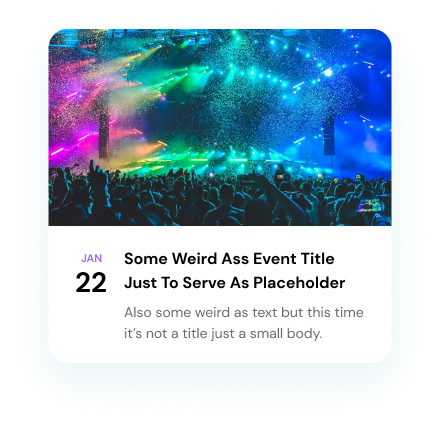 JAN
22
Some Weird Ass Event Title
Just To Serve As Placeholder
Also some weird as text but this time
it's not a title just a small body.